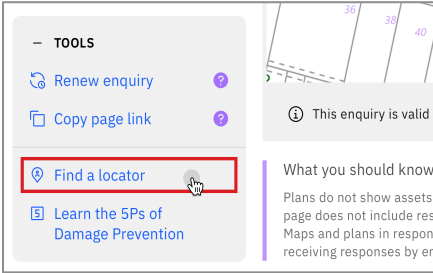 36
38
40
— TOOLS
Renew enquiry ?
Copy page link ?
Find a locator
5 Learn the 5Ps of
Damage Prevention
This enquiry is valid
What you should know
Plans do not show assets
page does not include res
Maps and plans in respon
receiving responses by em